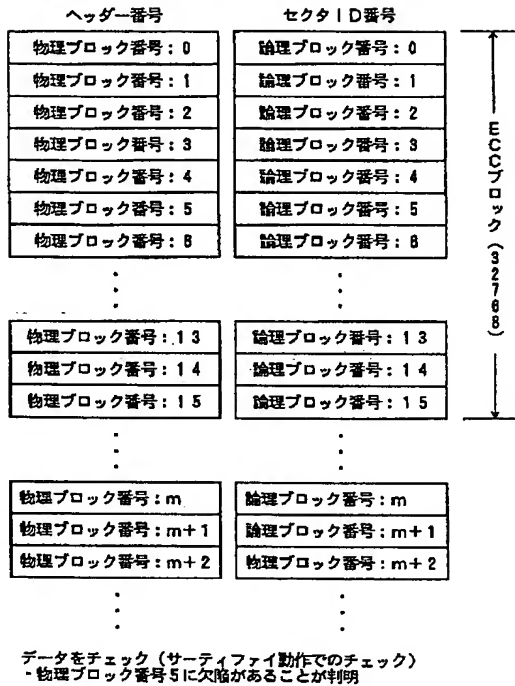 ヘッダー番号
セクタID番号
物理ブロック番号：0
論理ブロック番号：0
物理ブロック番号：1
論理ブロック番号：1
物理ブロック番号：2
論理ブロック番号：2
物理ブロック番号：3
論理ブロック番号：3
物理ブロック番号：4
論理ブロック番号：4
物理ブロック番号：5
論理ブロック番号：5
物理ブロック番号：6
論理ブロック番号：6
物理ブロック番号：13
論理ブロック番号：13
物理ブロック番号：14
論理ブロック番号：14
物理ブロック番号：15
論理ブロック番号：15
ECCブロック（32768）
物理ブロック番号：m
論理ブロック番号：m
物理ブロック番号：m+1
論理ブロック番号：m+1
物理ブロック番号：m+2
物理ブロック番号：m+2
データをチェック（サーティファイ動作でのチェック）
-物理ブロック番号5に欠陥があることが判明